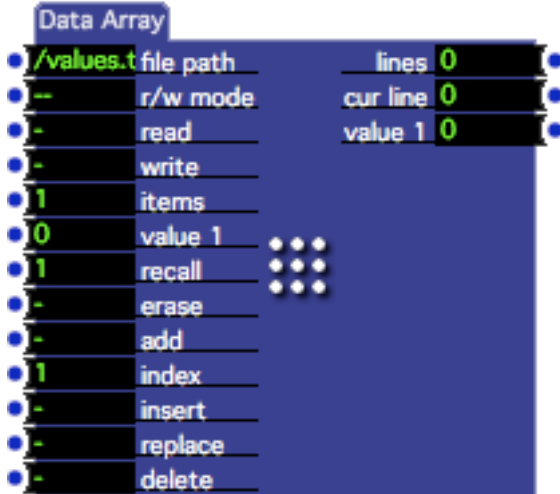 Data Array
/values.t file path lines 0
-- r/w mode cur line 0
- read value 1 0
- write
1 items
0 value 1
1 recall
- erase
- add
1 index
- insert
- replace
- delete